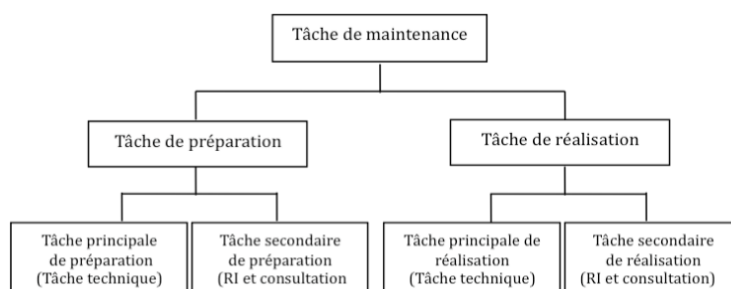 Tâche de maintenance
Tâche de préparation
Tâche de réalisation
Tâche principale
de préparation
(Tâche technique)
Tâche secondaire
de préparation
(RI et consultation
Tâche principale de
réalisation
(Tâche technique)
Tâche secondaire
de réalisation
(RI et consultation)